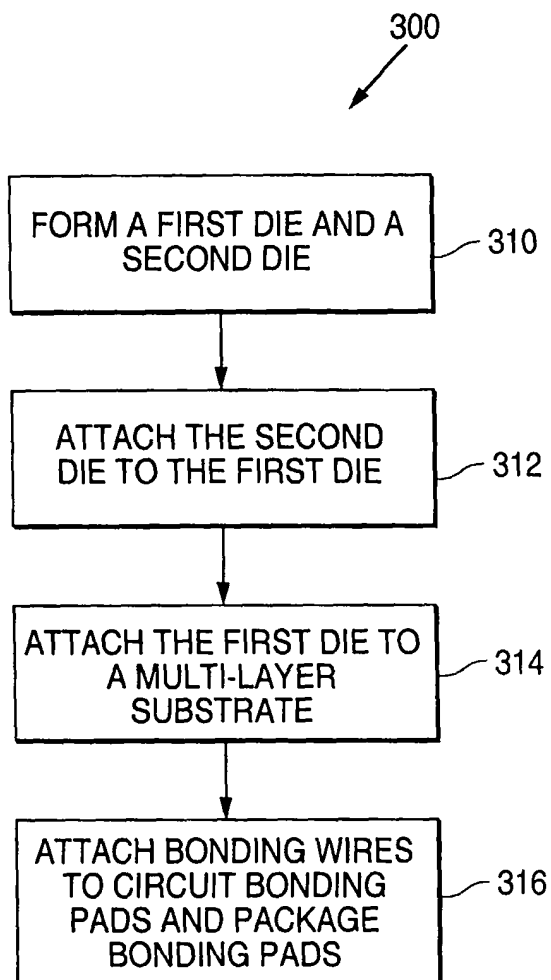 300
FORM A FIRST DIE AND A
SECOND DIE
310
ATTACH THE SECOND
DIE TO THE FIRST DIE
312
ATTACH THE FIRST DIE TO
A MULTI-LAYER
SUBSTRATE
314
ATTACH BONDING WIRES
TO CIRCUIT BONDING
PADS AND PACKAGE
BONDING PADS
316